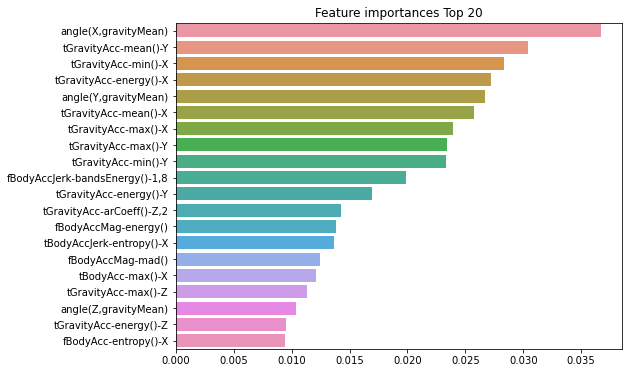 Feature importances Top 20
angle(X,gravityMean)
tGravityAcc-mean()-Y
tGravityAcc-min()-X
tGravityAcc-energy()-X
angle(Y,gravityMean)
tGravityAcc-mean()-X
tGravityAcc-max()-X
tGravityAcc-max()-Y
tGravityAcc-min()-Y
fBodyAccJerk-bandsEnergy()-1,8
tGravityAcc-energy()-Y
tGravityAcc-arCoeff()-Z,2
fBodyAccMag-energy()
tBodyAccJerk-entropy()-X
fBodyAccMag-mad()
tBodyAcc-max()-X
tGravityAcc-max()-Z
angle(Z,gravityMean)
tGravityAcc-energy()-Z
fBodyAcc-entropy()-X
0.000 0.005 0.010 0.015 0.020 0.025 0.030 0.035